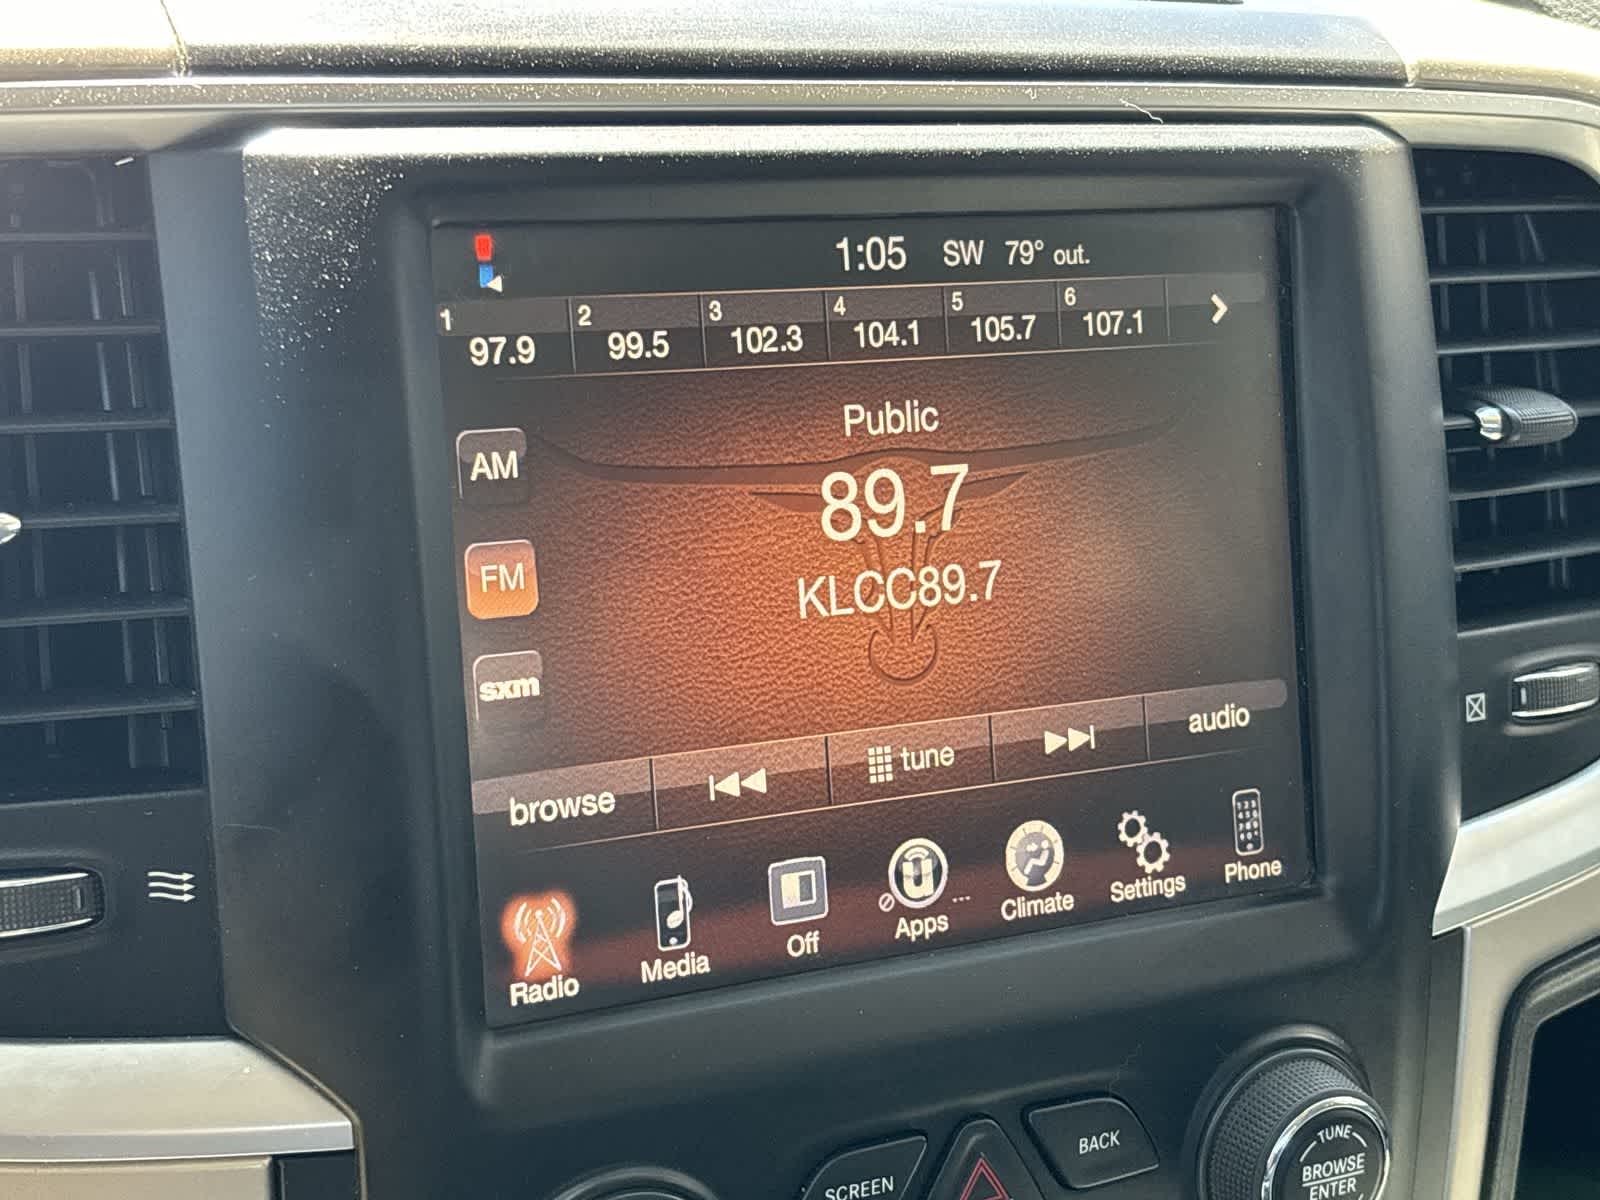 1:05 SW 79° out.
1 97.9 2 99.5 3 102.3 4 104.1 5 105.7 6 107.1
Public
AM
89.7
FM
KLCC89.7
sxm
browse tune audio
Radio Media Off Apps ... Climate Settings Phone
SCREEN BACK
TUNE
BROWSE
ENTER